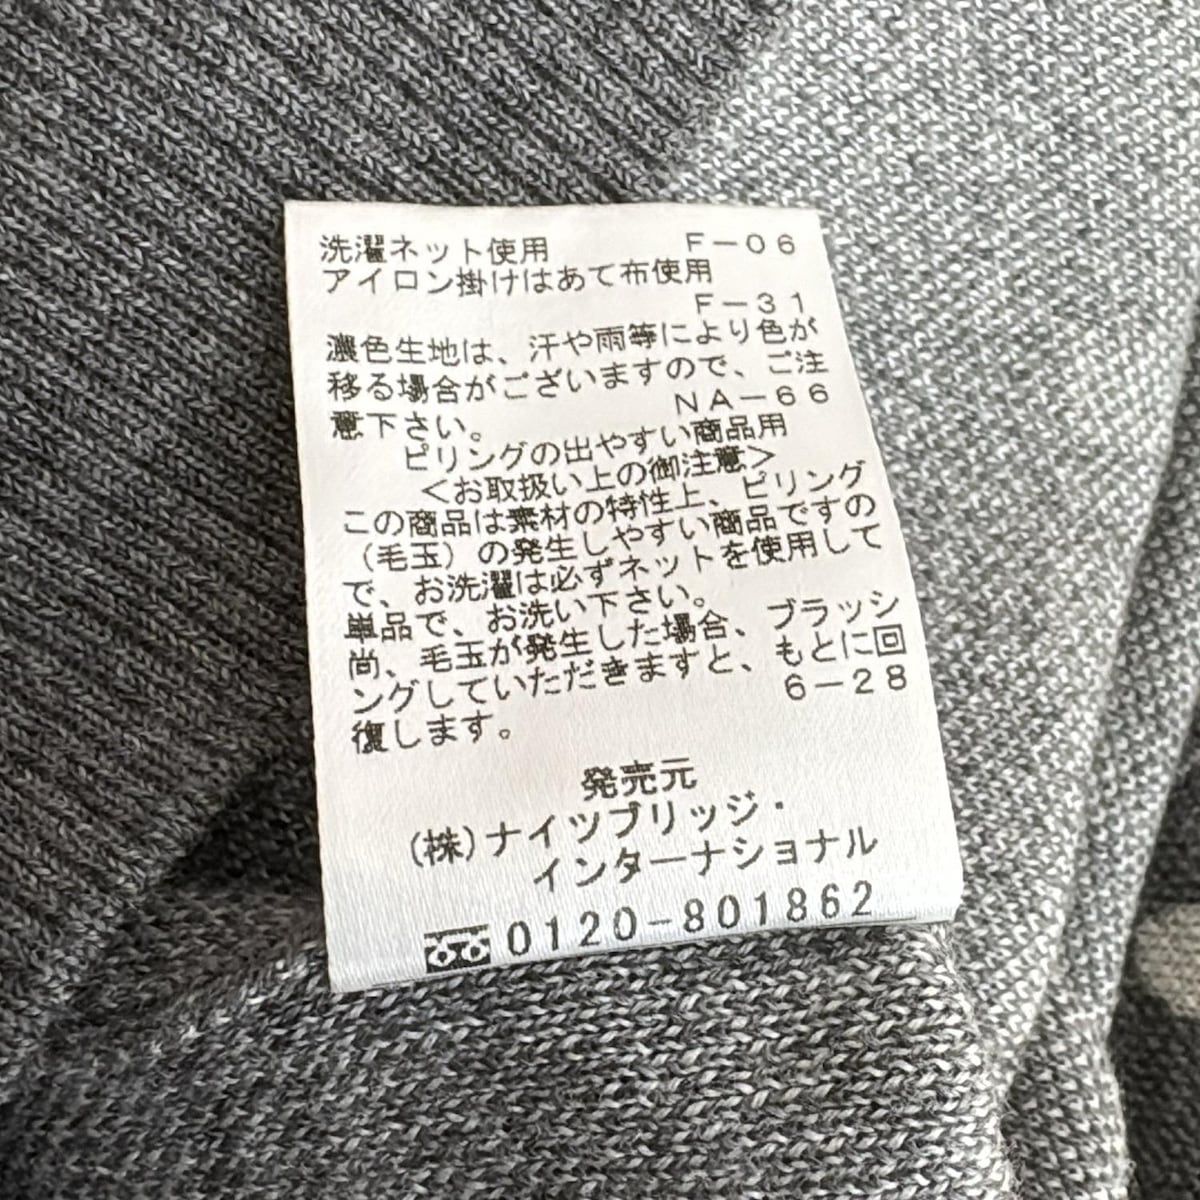 洗濯ネット使用 F-06
アイロン掛けはあて布使用
F-31
濃色生地は、汗や雨等により色が
移る場合がございますので、ご注
意下さい。 NA-66
ピリングの出やすい商品用
<お取扱い上の御注意>
この商品は素材の特性上、ピリング
(毛玉)の発生しやすい商品ですの
で、お洗濯は必ずネットを使用して
単品で、お洗い下さい。
尚、毛玉が発生した場合、ブラッシ
ングしていただきますと、もとに回
復します。 6-28
発売元
(株)ナイツブリッジ・
インターナショナル
0120-801862